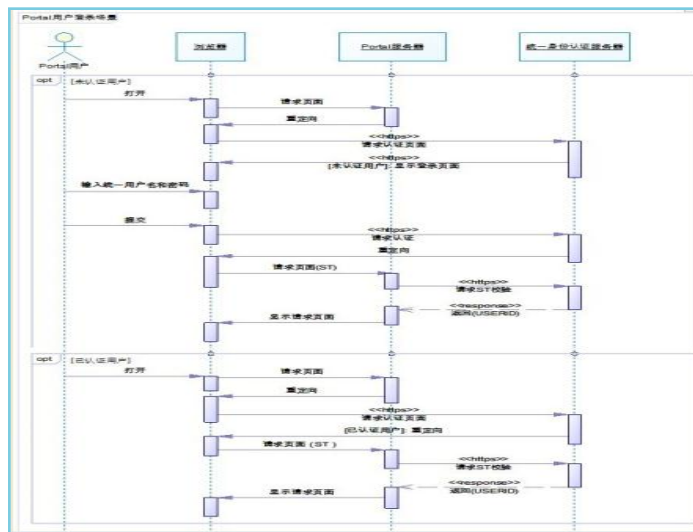 Portal用户登录场景
浏览器
Portal服务器
统一身份认证服务器
Portal用户
opt [未认证用户]
打开
请求页面
重定向
<<https>>
请求认证页面
<<https>>
[未认证用户]: 显示登录页面
输入统一用户名和密码
提交
<<https>>
请求认证
重定向
请求页面(ST)
<<https>>
请求ST校验
<<response>>
返回(USERID)
显示请求页面
opt [已认证用户]
打开
请求页面
重定向
<<https>>
请求认证页面
[已认证用户]: 重定向
请求页面 (ST )
<<https>>
请求ST校验
<<response>>
返回(USERID)
显示请求页面